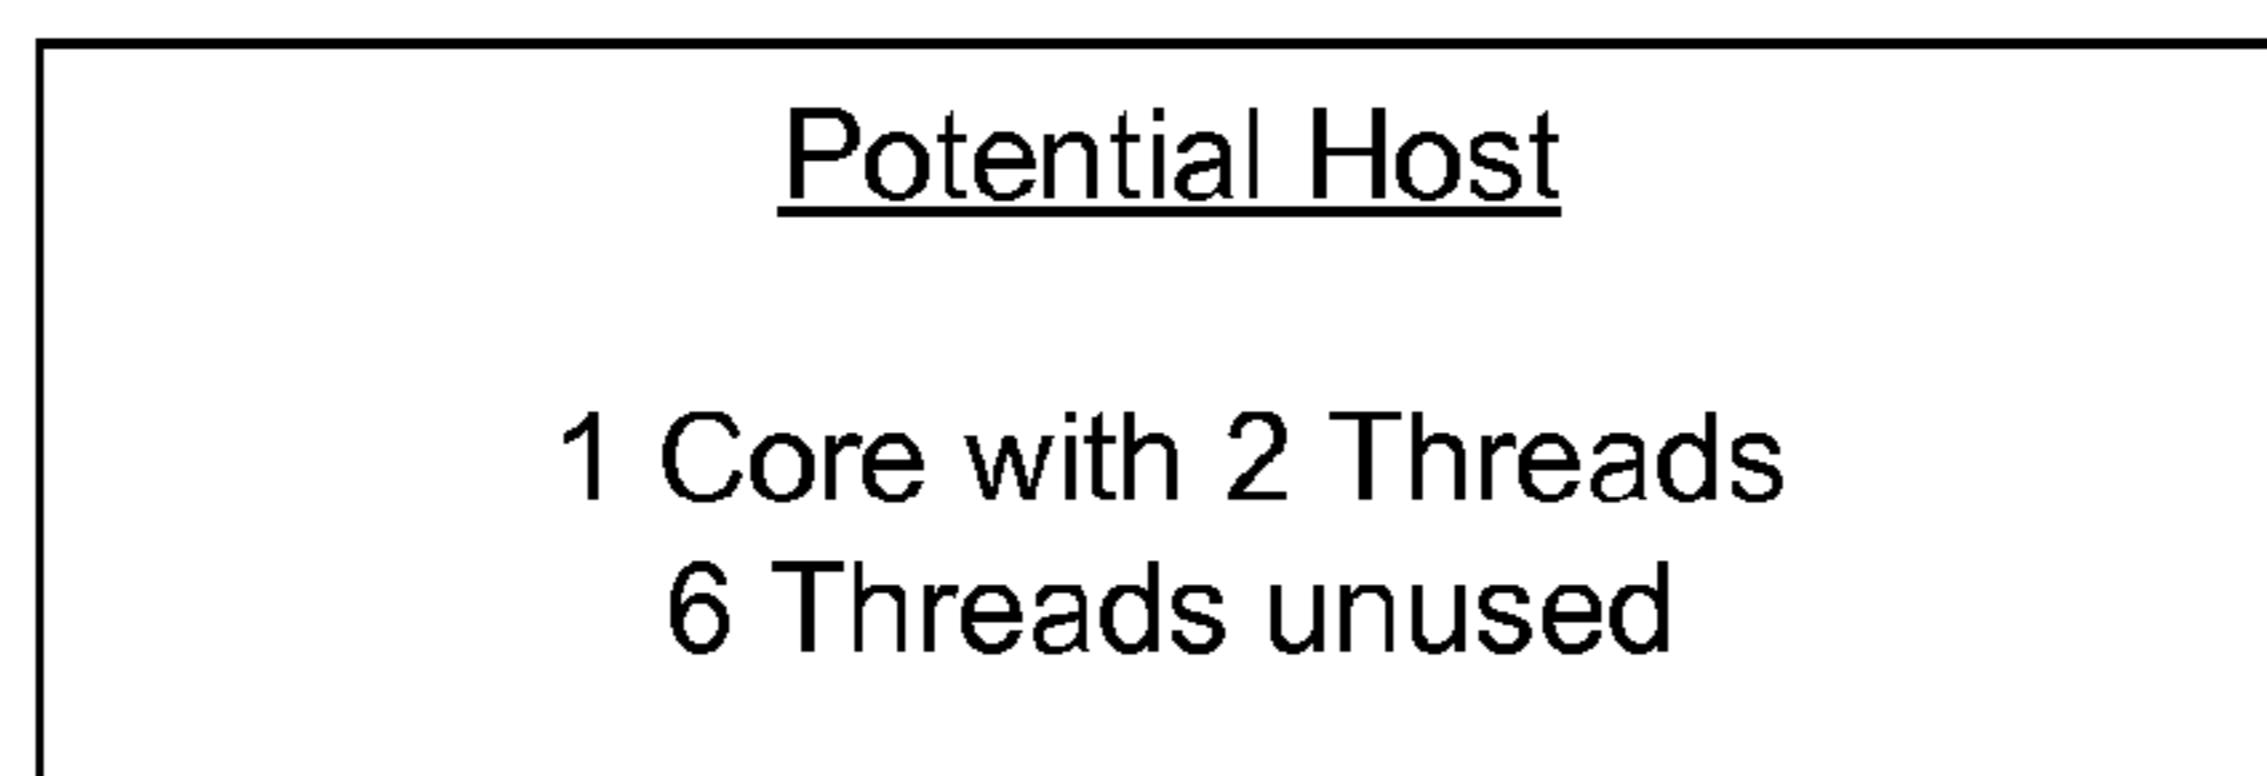 Potential Host
1 Core with 2 Threads
6 Threads unused